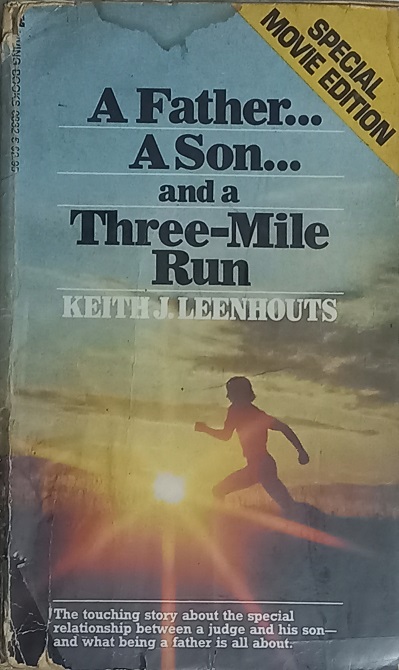 SPECIAL
MOVIE EDITION
A Father...
A Son...
and a
Three-Mile
Run
KEITH J. LEENHOUTS
The touching story about the special
relationship between a judge and his son—
and what being a father is all about.